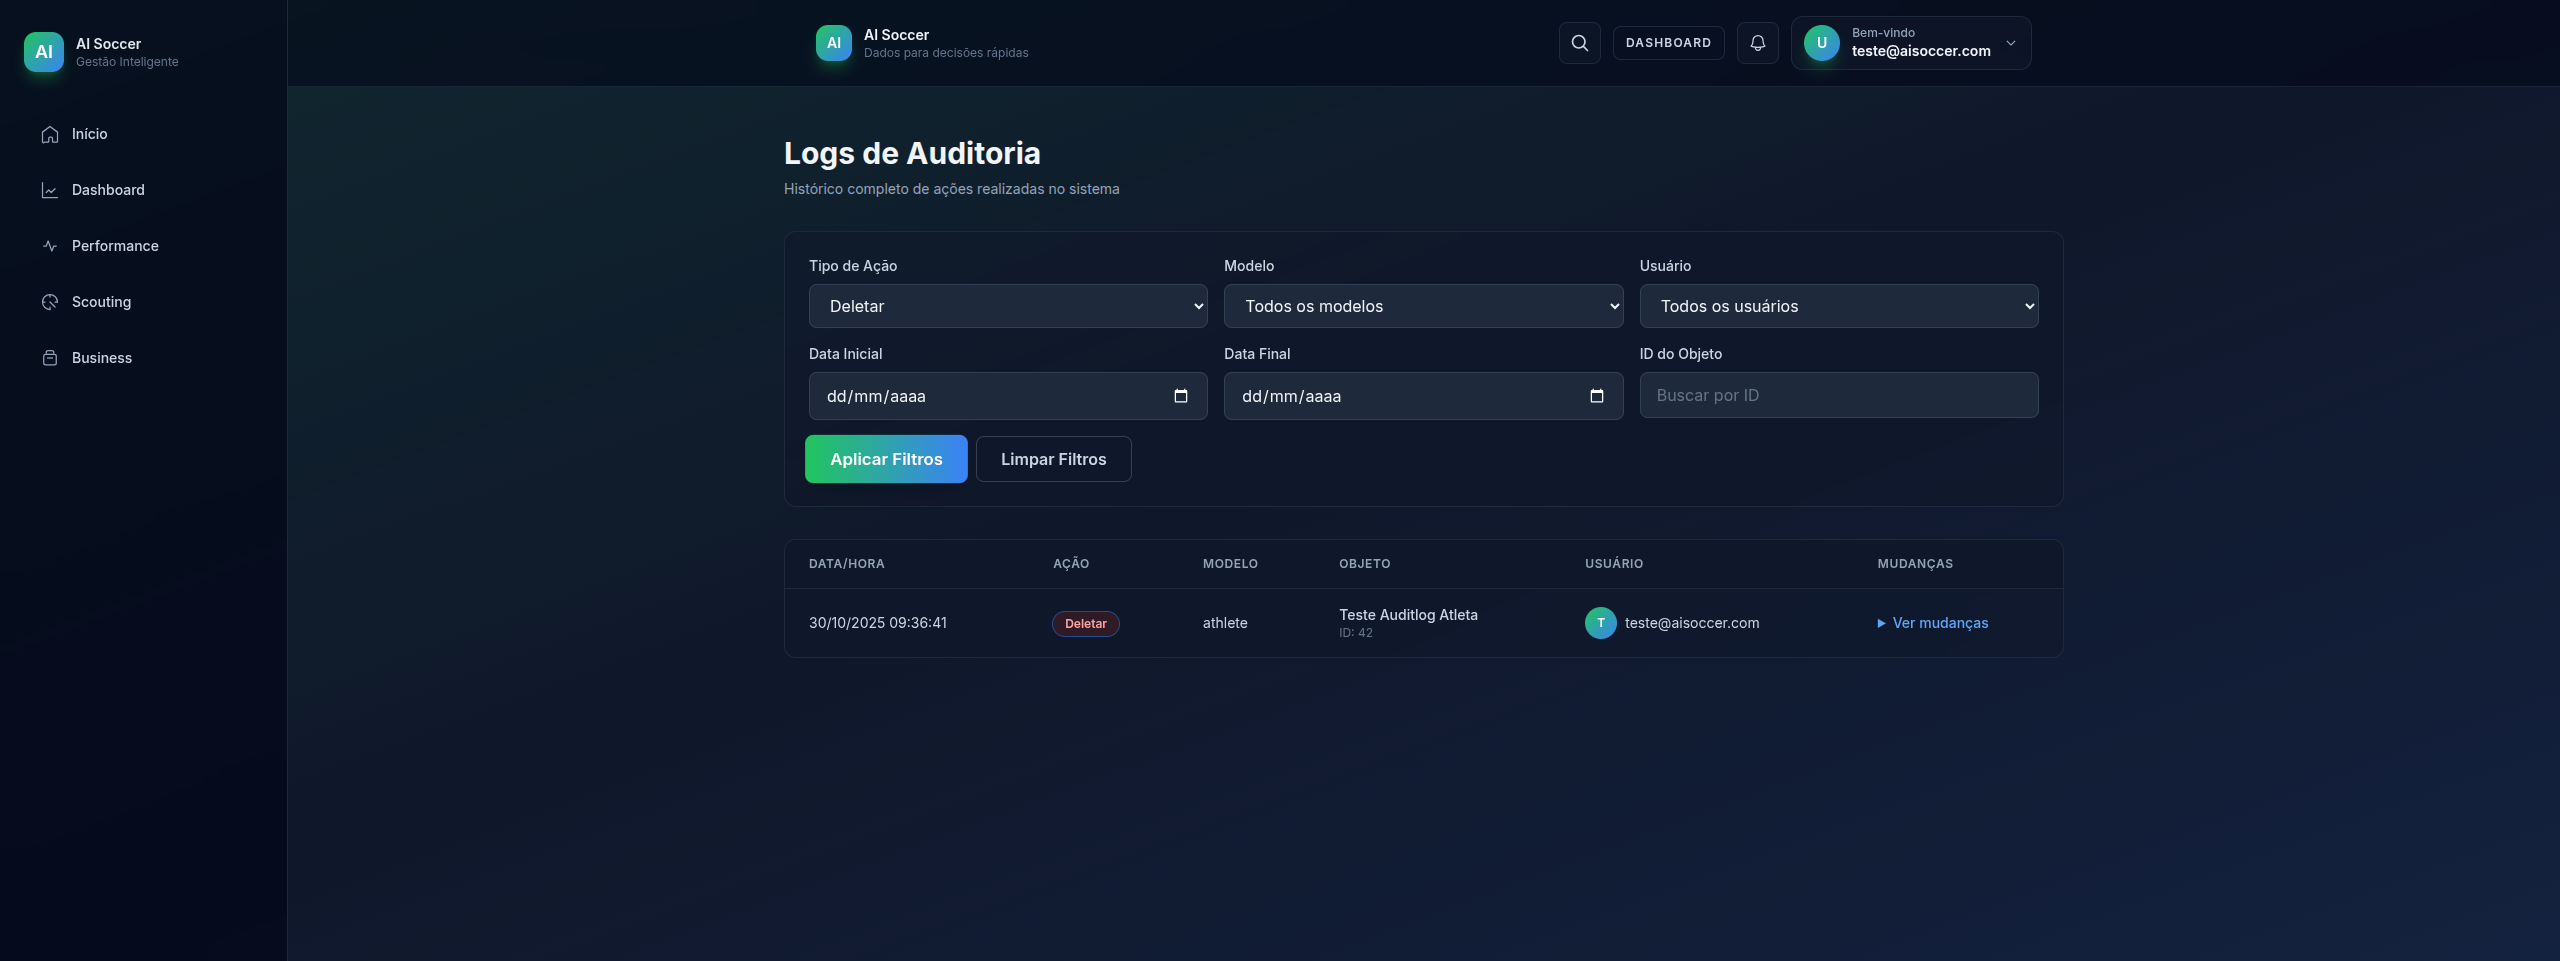 AI
AI Soccer
Gestão Inteligente
Início
Dashboard
Performance
Scouting
Business
AI
AI Soccer
Dados para decisões rápidas
DASHBOARD
U
Bem-vindo
teste@aisoccer.com
Logs de Auditoria
Histórico completo de ações realizadas no sistema
Tipo de Ação
Modelo
Usuário
Deletar
Todos os modelos
Todos os usuários
Data Inicial
Data Final
ID do Objeto
dd/mm/aaaa
dd/mm/aaaa
Buscar por ID
Aplicar Filtros
Limpar Filtros
DATA/HORA AÇÃO MODELO OBJETO USUÁRIO MUDANÇAS
30/10/2025 09:36:41 Deletar athlete Teste Auditlog Atleta T teste@aisoccer.com Ver mudanças
ID: 42